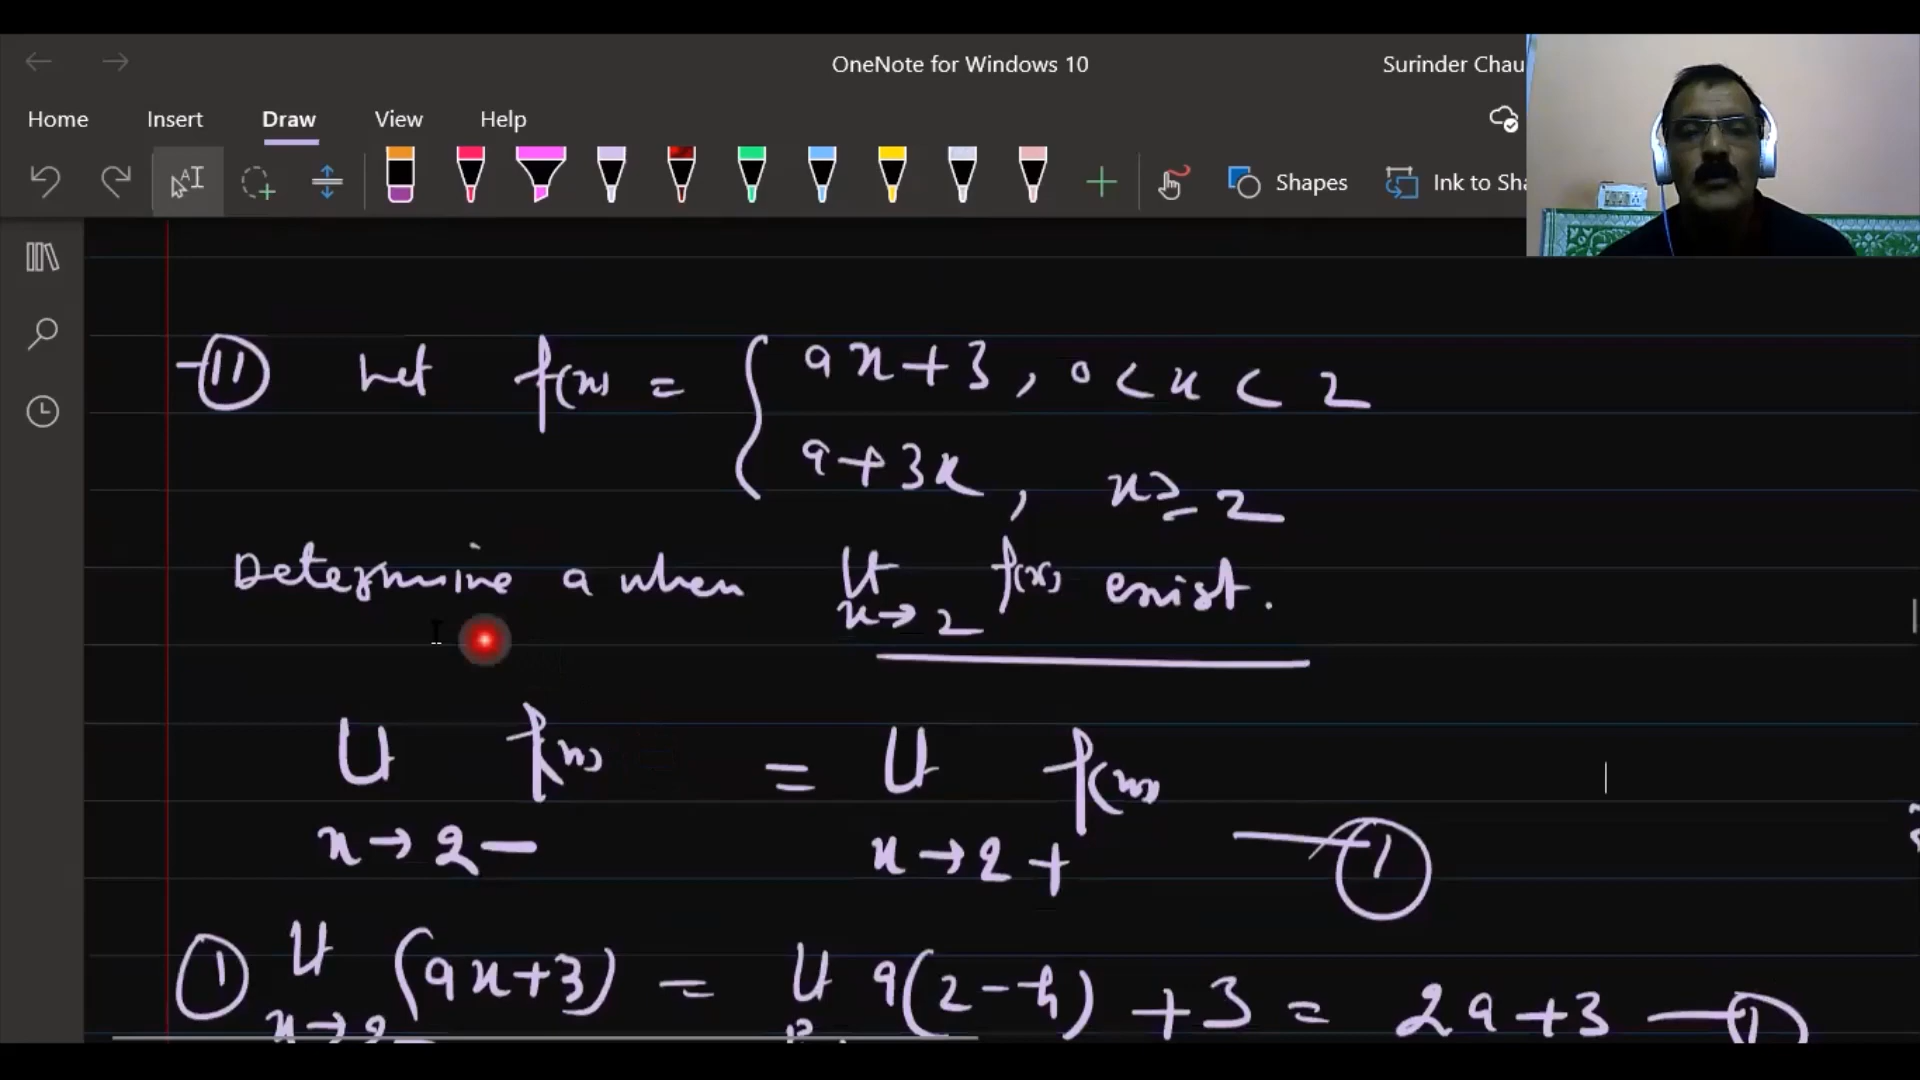 OneNote for Windows 10
Surinder Chau
Home Insert Draw View Help
Shapes Ink to Sha
11 Let f(x) = { ax+3, 0 < x < 2
a+3x, x ≥ 2
Determine a when Lt f(x) exist.
x→2
Lt f(x) = Lt f(x)
x→2- x→2+ —①
① Lt (ax+3) = Lt a(2-h) +3 = 2a+3 —①
x→2